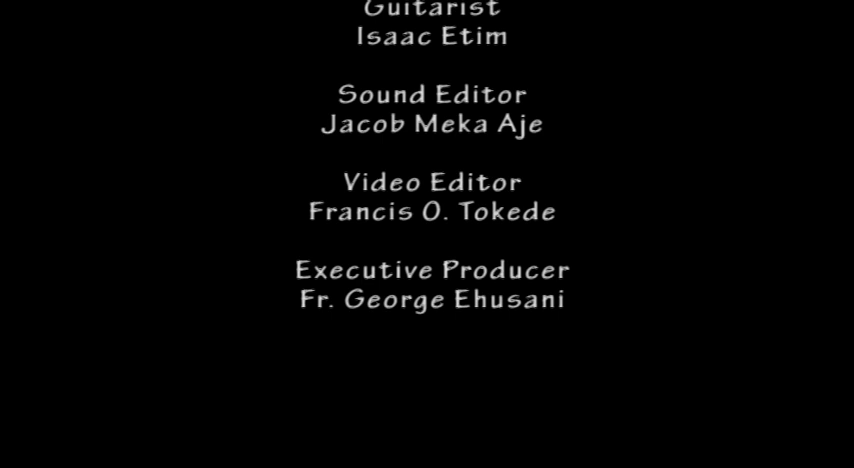 Guitarist
Isaac Etim
Sound Editor
Jacob Meka Aje
Video Editor
Francis O. Tokede
Executive Producer
Fr. George Ehusani